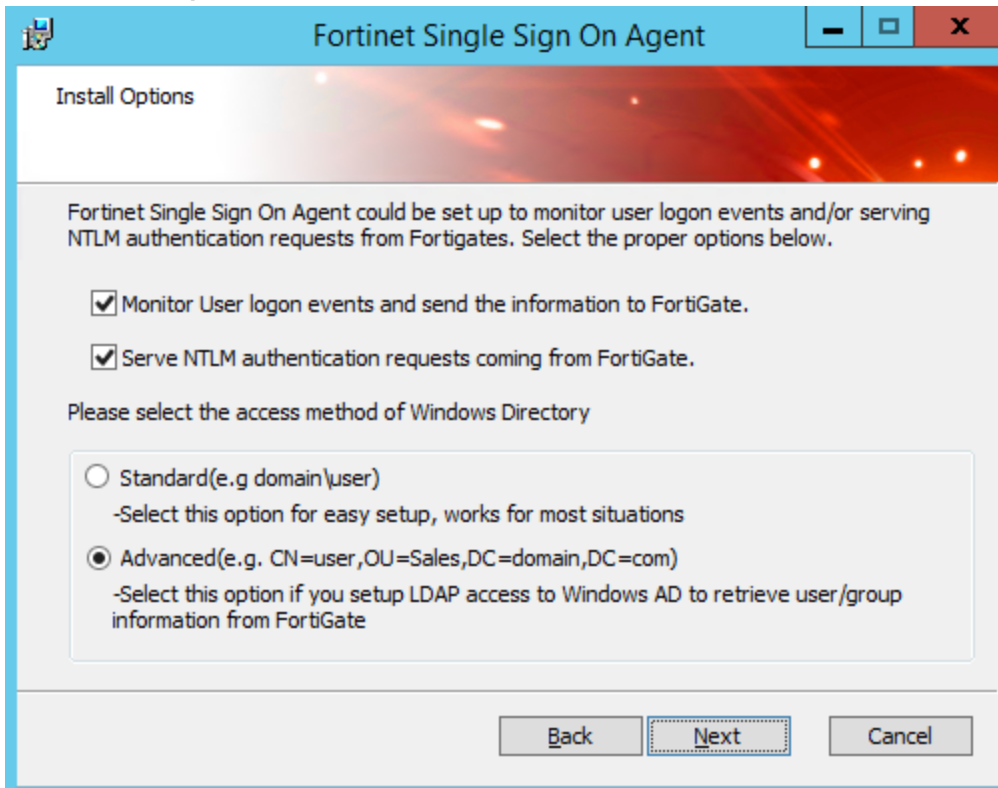 Fortinet Single Sign On Agent
Install Options
Fortinet Single Sign On Agent could be set up to monitor user logon events and/or serving
NTLM authentication requests from Fortigates. Select the proper options below.
Monitor User logon events and send the information to FortiGate.
Serve NTLM authentication requests coming from FortiGate.
Please select the access method of Windows Directory
Standard(e.g domain\user)
-Select this option for easy setup, works for most situations
Advanced(e.g. CN=user,OU=Sales,DC=domain,DC=com)
-Select this option if you setup LDAP access to Windows AD to retrieve user/group
information from FortiGate
Back
Next
Cancel